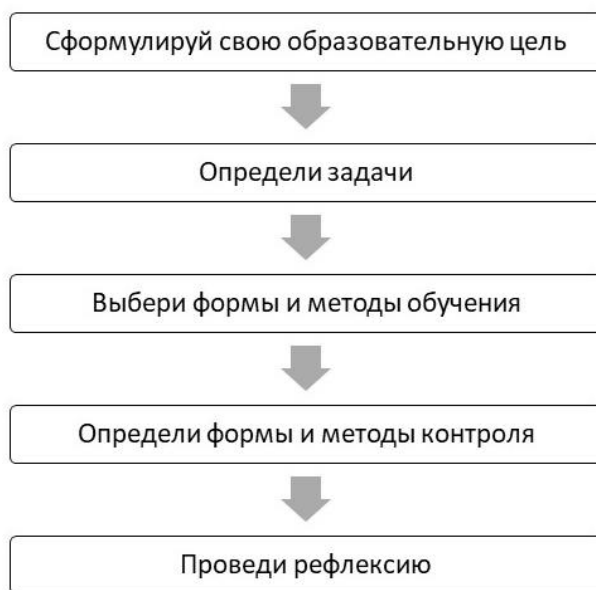 Сформулируй свою образовательную цель
Определи задачи
Выбери формы и методы обучения
Определи формы и методы контроля
Проведи рефлексию